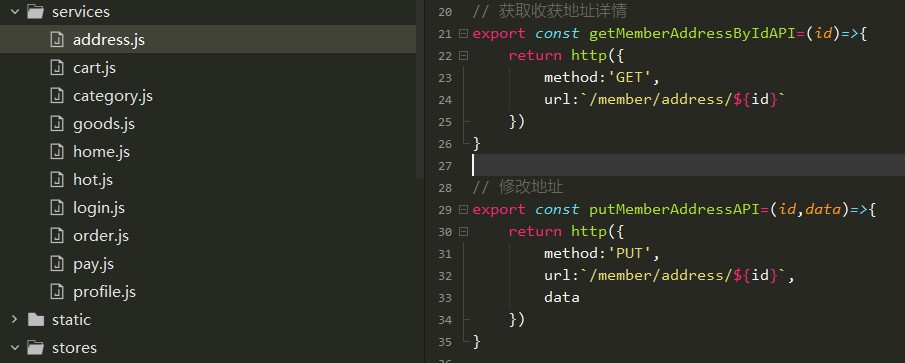 services
address.js
cart.js
category.js
goods.js
home.js
hot.js
login.js
order.js
pay.js
profile.js
static
stores
20 // 获取收获地址详情
21 export const getMemberAddressByIdAPI=(id)=>{
22 return http({
23 method:'GET',
24 url:`/member/address/${id}`
25 })
26 }
27
28 // 修改地址
29 export const putMemberAddressAPI=(id,data)=>{
30 return http({
31 method:'PUT',
32 url:`/member/address/${id}`,
33 data
34 })
35 }